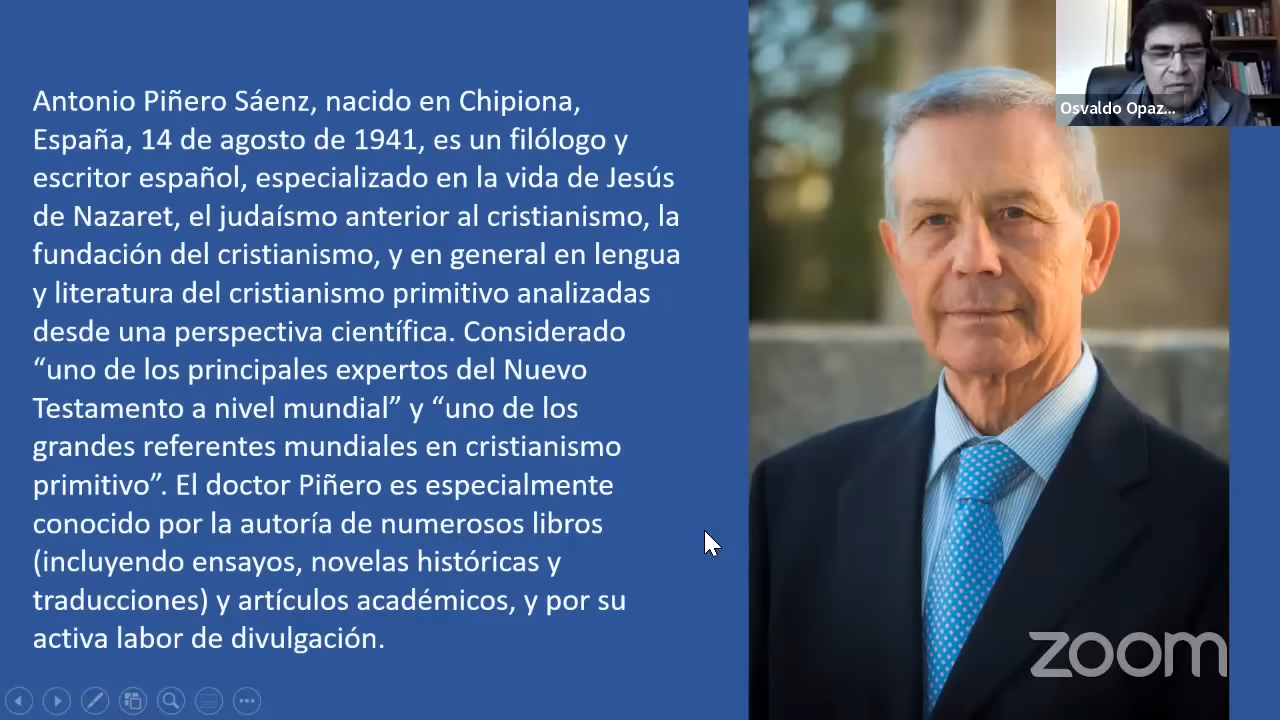 Antonio Piñero Sáenz, nacido en Chipiona,
España, 14 de agosto de 1941, es un filólogo y
escritor español, especializado en la vida de Jesús
de Nazaret, el judaísmo anterior al cristianismo, la
fundación del cristianismo, y en general en lengua
y literatura del cristianismo primitivo analizadas
desde una perspectiva científica. Considerado
“uno de los principales expertos del Nuevo
Testamento a nivel mundial” y “uno de los
grandes referentes mundiales en cristianismo
primitivo”. El doctor Piñero es especialmente
conocido por la autoría de numerosos libros
(incluyendo ensayos, novelas históricas y
traducciones) y artículos académicos, y por su
activa labor de divulgación.
Osvaldo Opaz...
zoom